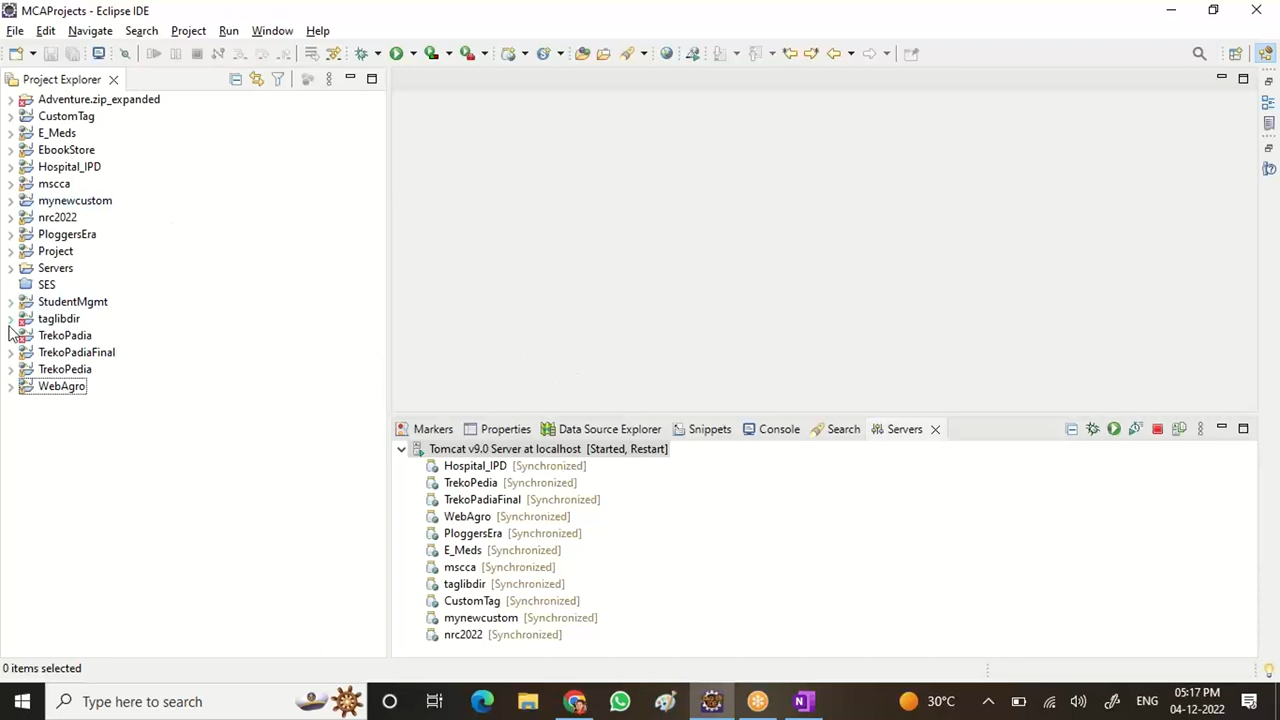 MCAProjects - Eclipse IDE
File Edit Navigate Search Project Run Window Help
Project Explorer
Adventure.zip_expanded
CustomTag
E_Meds
EbookStore
Hospital_IPD
mscca
mynewcustom
nrc2022
PloggersEra
Project
Servers
SES
StudentMgmt
taglibdir
TrekoPadia
TrekoPadiaFinal
TrekoPedia
WebAgro
Markers Properties Data Source Explorer Snippets Console Search Servers
Tomcat v9.0 Server at localhost [Started, Restart]
Hospital_IPD [Synchronized]
TrekoPedia [Synchronized]
TrekoPadiaFinal [Synchronized]
WebAgro [Synchronized]
PloggersEra [Synchronized]
E_Meds [Synchronized]
mscca [Synchronized]
taglibdir [Synchronized]
CustomTag [Synchronized]
mynewcustom [Synchronized]
nrc2022 [Synchronized]
0 items selected
Type here to search
30°C
ENG
05:17 PM
04-12-2022